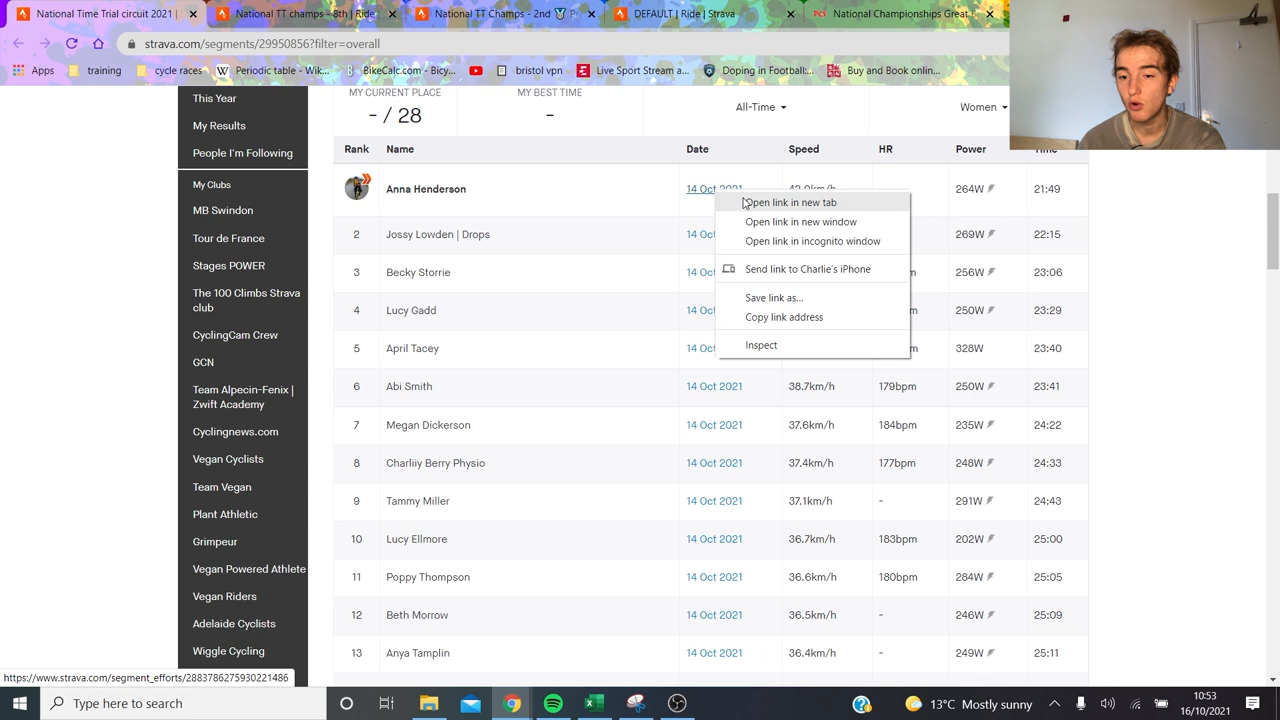 National Time Trial circuit 2021 |
National TT champs - 8th | Ride |
National TT Champs - 2nd
DEFAULT | Ride | Strava
National Championships Great
strava.com/segments/29950856?filter=overall
Apps
training
cycle races
Periodic table - Wik...
BikeCalc.com - Bicy...
bristol vpn
Live Sport Stream a...
Doping in Football:...
Buy and Book onlin...
This Year
My Results
People I'm Following
My Clubs
MB Swindon
Tour de France
Stages POWER
The 100 Climbs Strava
club
CyclingCam Crew
GCN
Team Alpecin-Fenix |
Zwift Academy
Cyclingnews.com
Vegan Cyclists
Team Vegan
Plant Athletic
Grimpeur
Vegan Powered Athlete
Vegan Riders
Adelaide Cyclists
Wiggle Cycling
MY CURRENT PLACE
- / 28
MY BEST TIME
-
All-Time
Women
Rank Name Date Speed HR Power Time
Anna Henderson 14 Oct 2021 42.0km/h 264W 21:49
2 Jossy Lowden | Drops 14 Oct 269W 22:15
3 Becky Storrie 14 Oct 256W 23:06
4 Lucy Gadd 14 Oct 250W 23:29
5 April Tacey 14 Oct 328W 23:40
6 Abi Smith 14 Oct 2021 38.7km/h 179bpm 250W 23:41
7 Megan Dickerson 14 Oct 2021 37.6km/h 184bpm 235W 24:22
8 Charliiy Berry Physio 14 Oct 2021 37.4km/h 177bpm 248W 24:33
9 Tammy Miller 14 Oct 2021 37.1km/h - 291W 24:43
10 Lucy Ellmore 14 Oct 2021 36.7km/h 183bpm 202W 25:00
11 Poppy Thompson 14 Oct 2021 36.6km/h 180bpm 284W 25:05
12 Beth Morrow 14 Oct 2021 36.5km/h - 246W 25:09
13 Anya Tamplin 14 Oct 2021 36.4km/h - 249W 25:11
Open link in new tab
Open link in new window
Open link in incognito window
Send link to Charlie's iPhone
Save link as...
Copy link address
Inspect
https://www.strava.com/segment_efforts/2883786275930221486
Type here to search
13°C Mostly sunny
10:53
16/10/2021